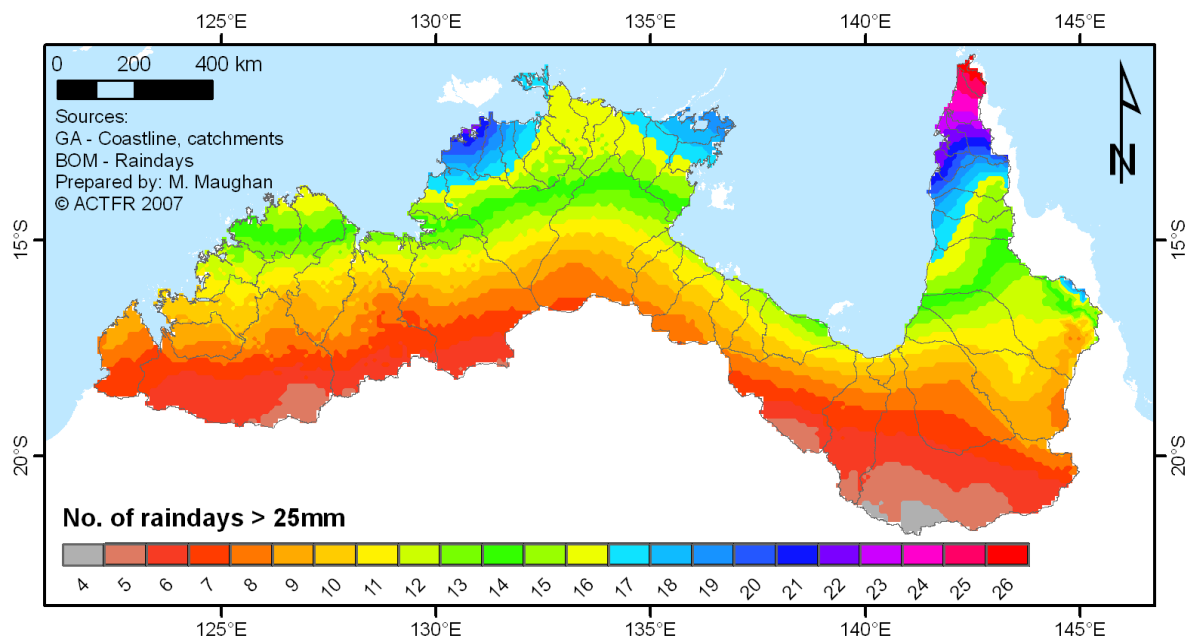 125°E 130°E 135°E 140°E 145°E
0 200 400 km
Sources:
GA - Coastline, catchments
BOM - Raindays
Prepared by: M. Maughan
© ACTFR 2007
N
15°S 15°S
20°S 20°S
No. of raindays > 25mm
4 5 6 7 8 9 10 11 12 13 14 15 16 17 18 19 20 21 22 23 24 25 26
125°E 130°E 135°E 140°E 145°E